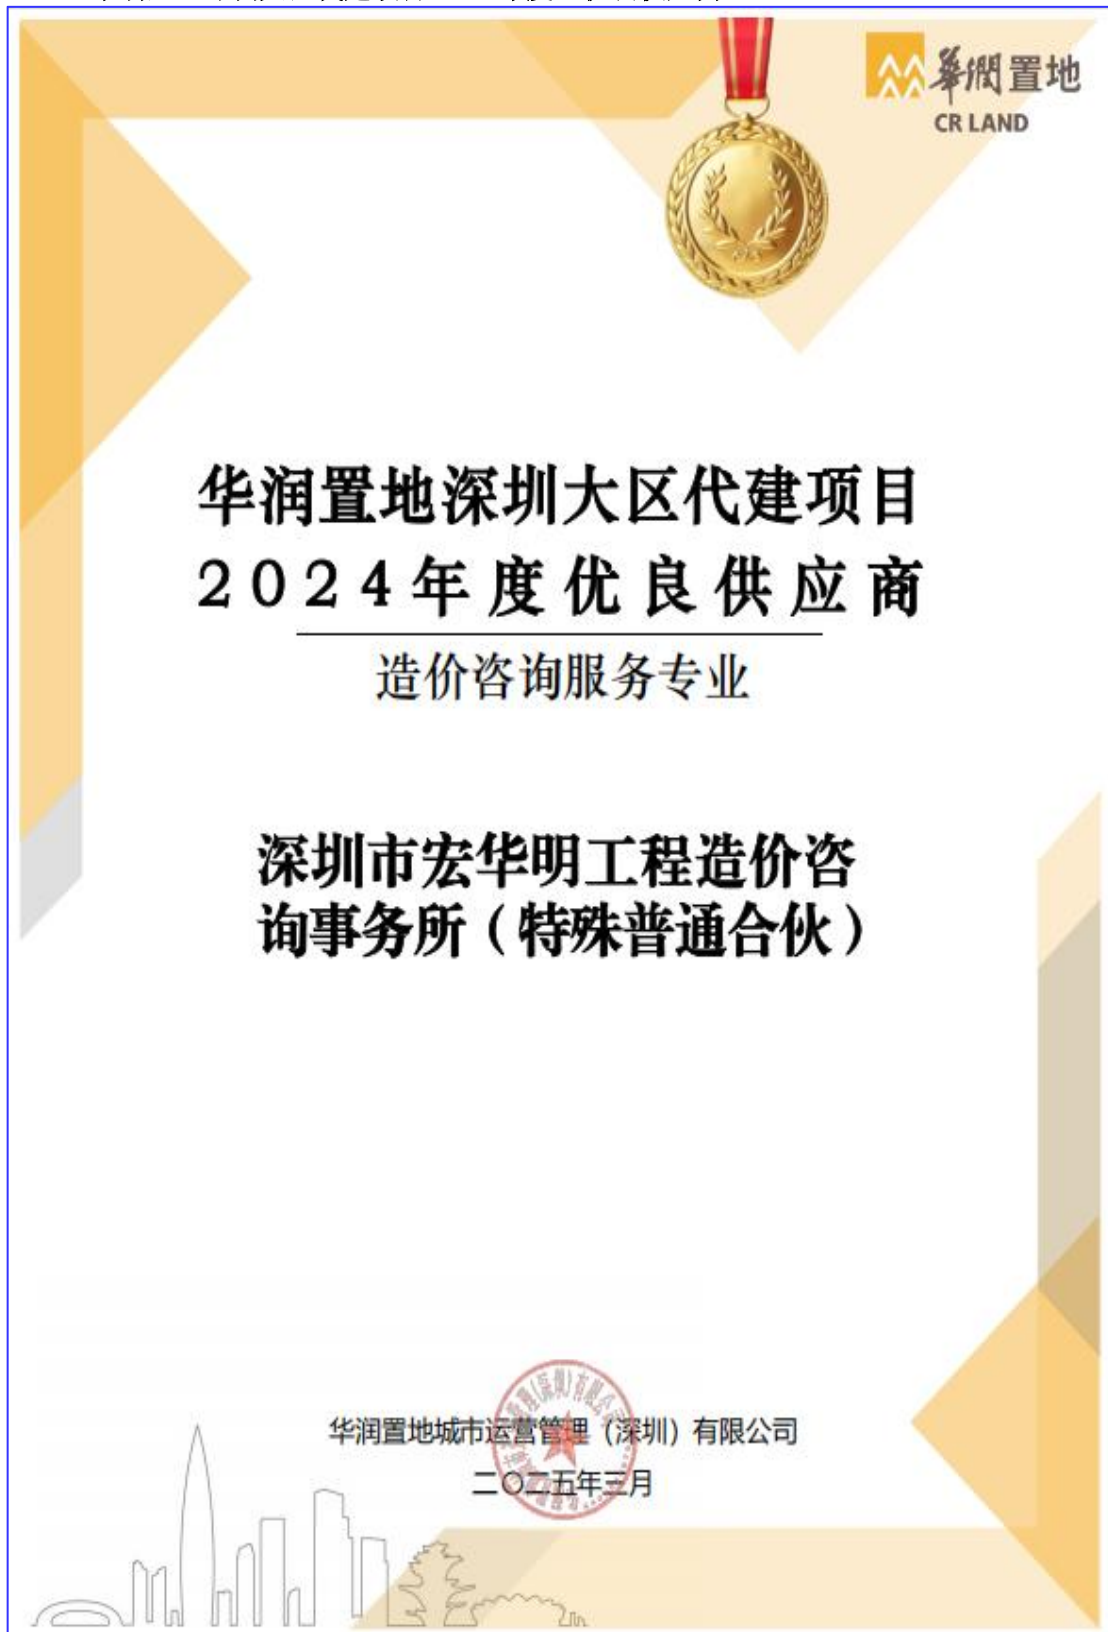 華潤置地
CR LAND
华润置地深圳大区代建项目
2024年度优良供应商
造价咨询服务专业
深圳市宏华明工程造价咨
询事务所（特殊普通合伙）
华润置地城市运营管理（深圳）有限公司
二〇二五年三月